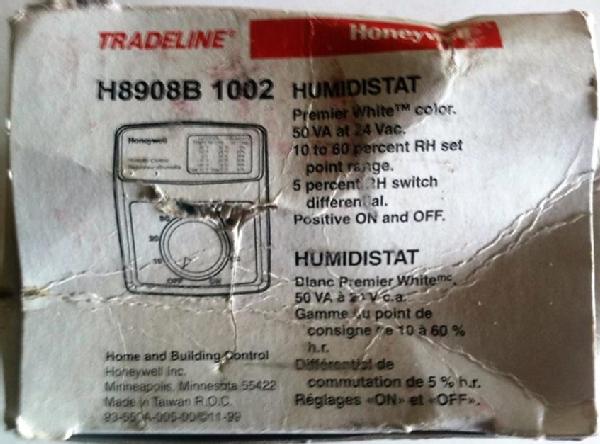 TRADELINE®
Honeywell
H8908B 1002
HUMIDISTAT
Premier White™ color.
50 VA at 24 Vac.
10 to 60 percent RH set
point range.
5 percent RH switch
differential.
Positive ON and OFF.
Honeywell
OFF
ON
HUMIDISTAT
Blanc Premier Whitemc.
50 VA à 24 V c.a.
Gamme du point de
consigne de 10 à 60 %
h.r.
Différentiel de
commutation de 5 % h.r.
Réglages «ON» et «OFF».
Home and Building Control
Honeywell Inc.
Minneapolis, Minnesota 55422
Made in Taiwan R.O.C.